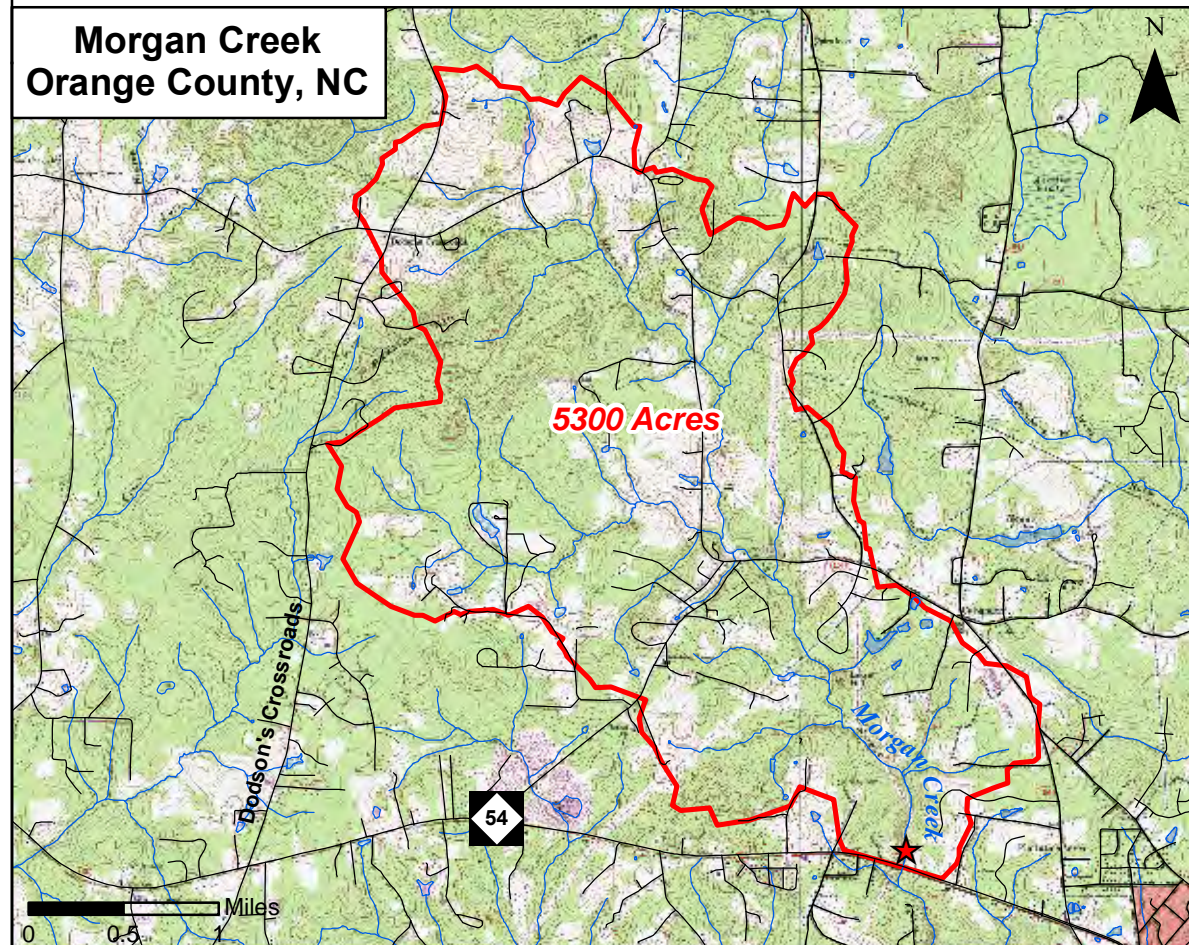 Morgan Creek
Orange County, NC
N
5300 Acres
Dodson's Crossroads
Morgan Creek
54
Miles
0 0.5 1